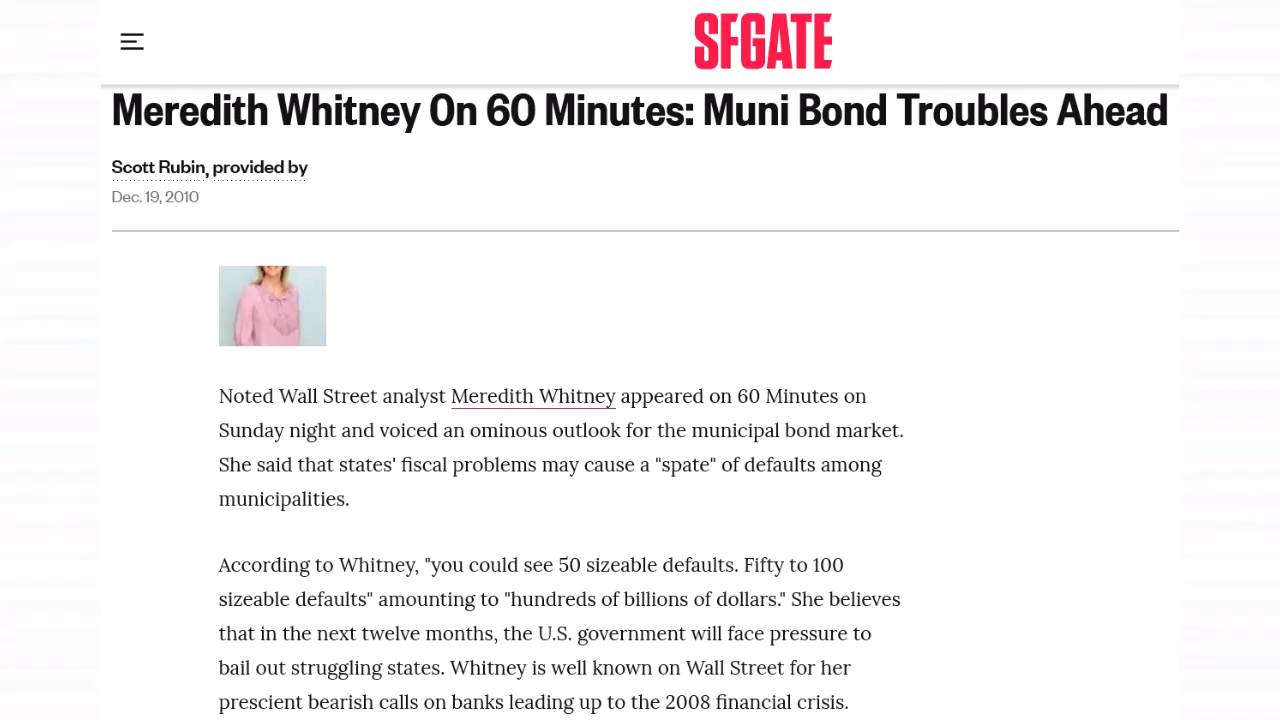 SFGATE
Meredith Whitney On 60 Minutes: Muni Bond Troubles Ahead
Scott Rubin, provided by
Dec. 19, 2010
Noted Wall Street analyst Meredith Whitney appeared on 60 Minutes on
Sunday night and voiced an ominous outlook for the municipal bond market.
She said that states' fiscal problems may cause a "spate" of defaults among
municipalities.
According to Whitney, "you could see 50 sizeable defaults. Fifty to 100
sizeable defaults" amounting to "hundreds of billions of dollars." She believes
that in the next twelve months, the U.S. government will face pressure to
bail out struggling states. Whitney is well known on Wall Street for her
prescient bearish calls on banks leading up to the 2008 financial crisis.